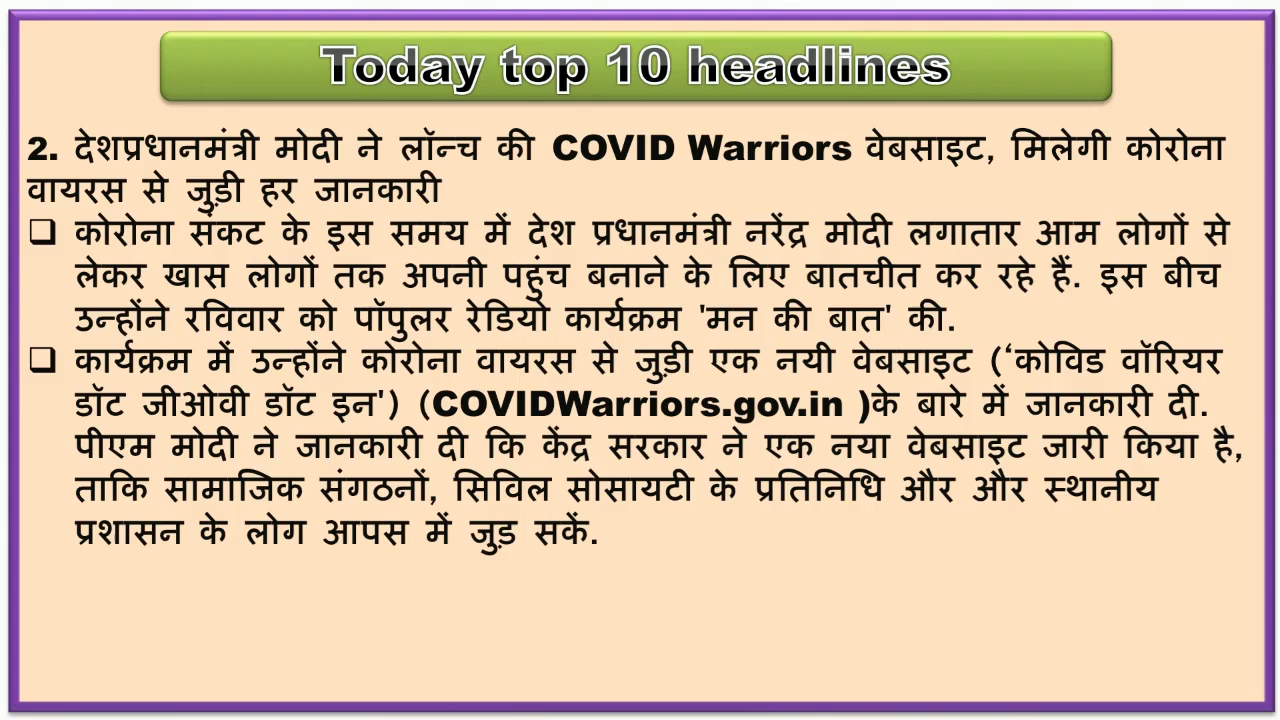 Today top 10 headlines
2. देशप्रधानमंत्री मोदी ने लॉन्च की COVID Warriors वेबसाइट, मिलेगी कोरोना
वायरस से जुड़ी हर जानकारी
❑ कोरोना संकट के इस समय में देश प्रधानमंत्री नरेंद्र मोदी लगातार आम लोगों से
लेकर खास लोगों तक अपनी पहुंच बनाने के लिए बातचीत कर रहे हैं. इस बीच
उन्होंने रविवार को पॉपुलर रेडियो कार्यक्रम 'मन की बात' की.
❑ कार्यक्रम में उन्होंने कोरोना वायरस से जुड़ी एक नयी वेबसाइट (‘कोविड वॉरियर
डॉट जीओवी डॉट इन') (COVIDWarriors.gov.in )के बारे में जानकारी दी.
पीएम मोदी ने जानकारी दी कि केंद्र सरकार ने एक नया वेबसाइट जारी किया है,
ताकि सामाजिक संगठनों, सिविल सोसायटी के प्रतिनिधि और और स्थानीय
प्रशासन के लोग आपस में जुड़ सकें.